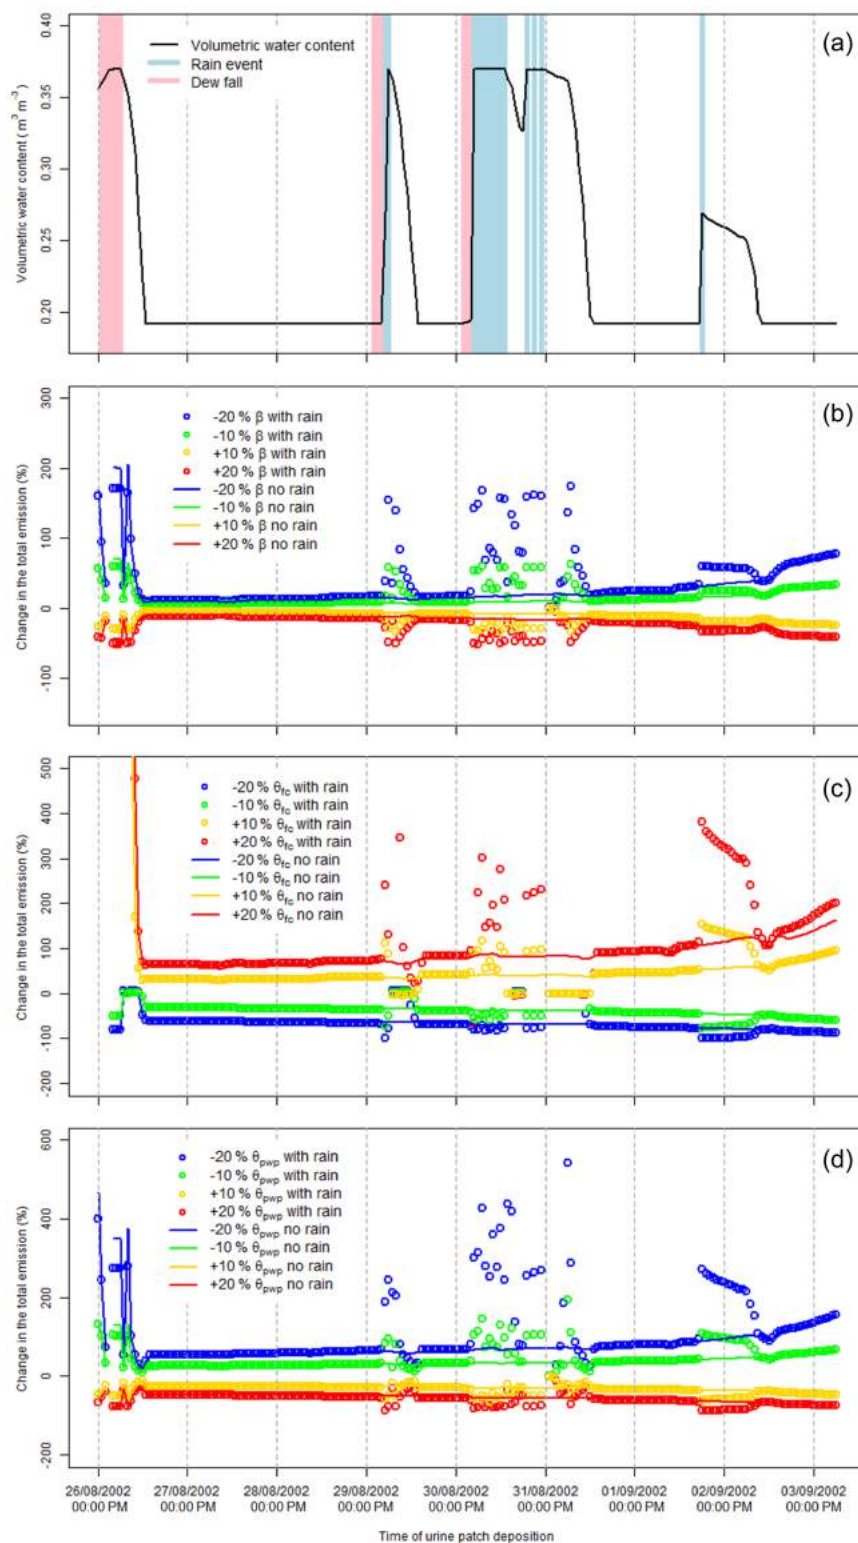 (a)
Volumetric water content
Rain event
Dew fall
Volumetric water content ( m³ m⁻³)
0.40
0.35
0.30
0.25
0.20
(b)
-20 % β with rain
-10 % β with rain
+10 % β with rain
+20 % β with rain
-20 % β no rain
-10 % β no rain
+10 % β no rain
+20 % β no rain
Change in the total emission (%)
300
200
100
0
-100
(c)
-20 % θfc with rain
-10 % θfc with rain
+10 % θfc with rain
+20 % θfc with rain
-20 % θfc no rain
-10 % θfc no rain
+10 % θfc no rain
+20 % θfc no rain
Change in the total emission (%)
500
400
300
200
100
0
-100
-200
(d)
-20 % θpwp with rain
-10 % θpwp with rain
+10 % θpwp with rain
+20 % θpwp with rain
-20 % θpwp no rain
-10 % θpwp no rain
+10 % θpwp no rain
+20 % θpwp no rain
Change in the total emission (%)
600
400
200
0
-200
26/08/2002 27/08/2002 28/08/2002 29/08/2002 30/08/2002 31/08/2002 01/09/2002 02/09/2002 03/09/2002
00:00 PM 00:00 PM 00:00 PM 00:00 PM 00:00 PM 00:00 PM 00:00 PM 00:00 PM 00:00 PM
Time of urine patch deposition